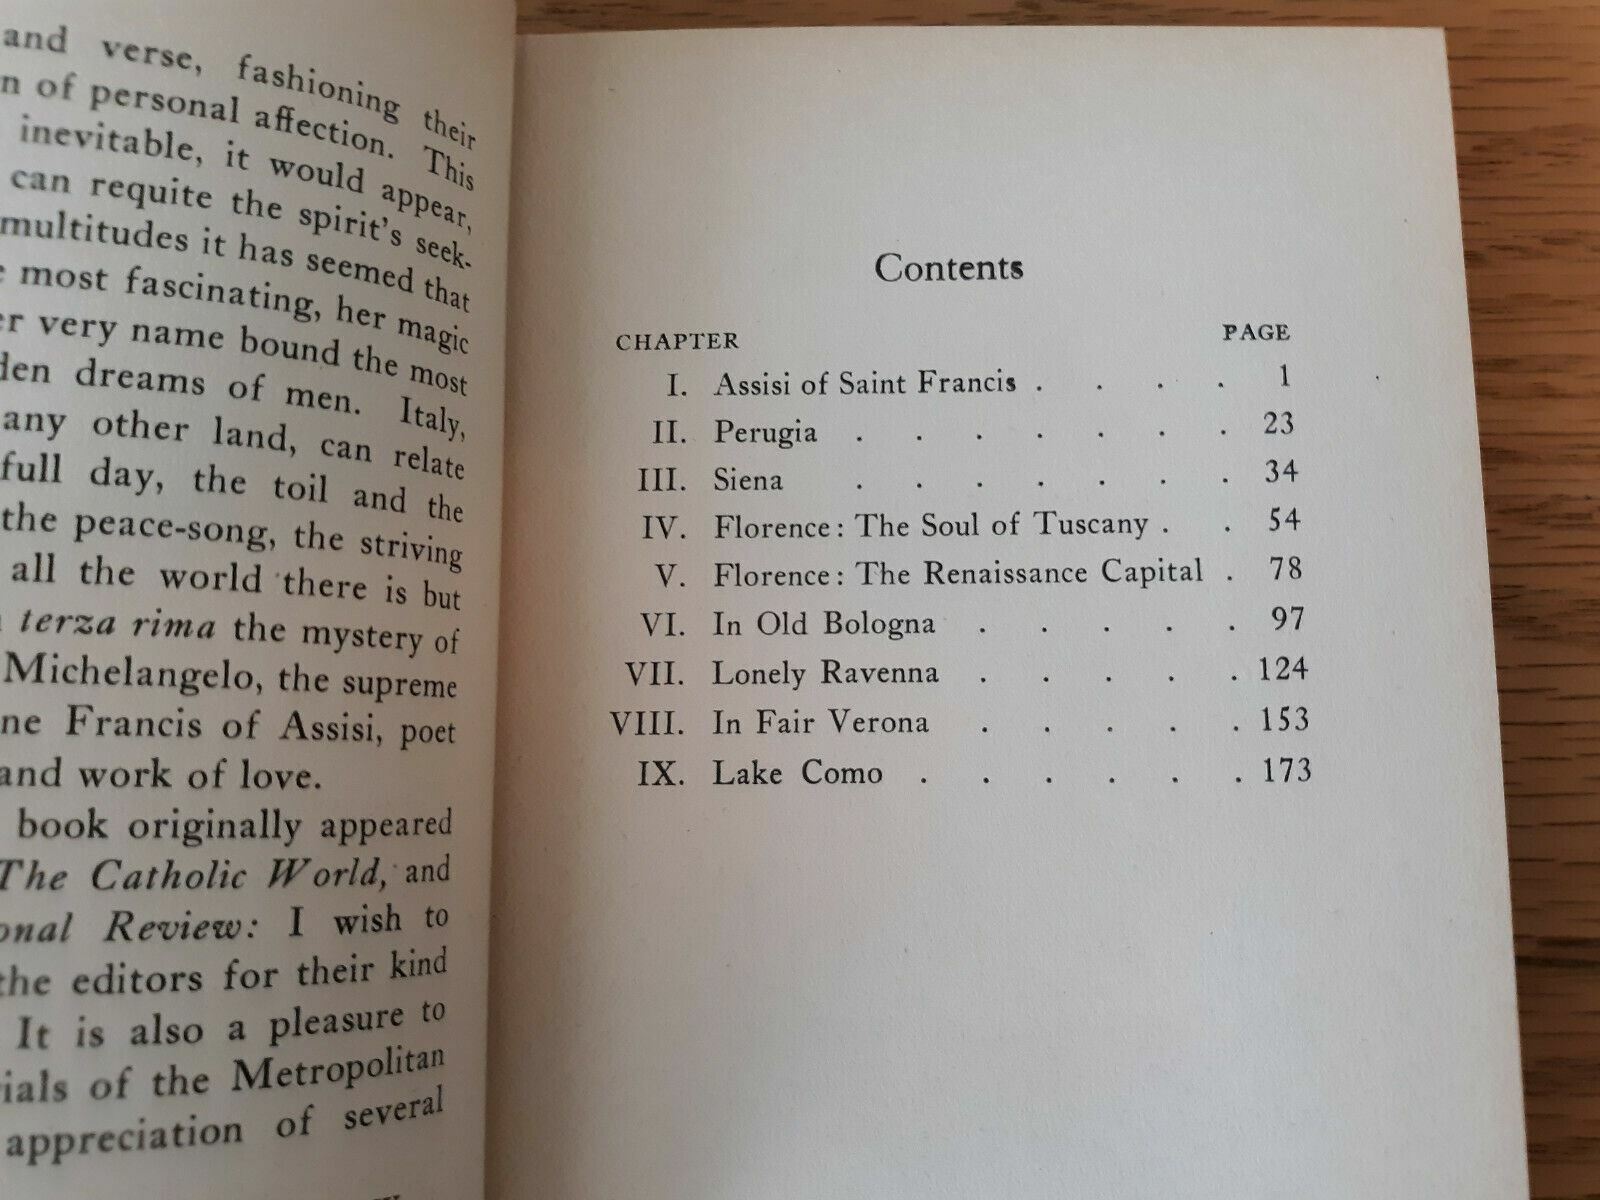 and verse, fashioning their
of personal affection. This
inevitable, it would appear,
can requite the spirit's seek-
multitudes it has seemed that
most fascinating, her magic
very name bound the most
dreams of men. Italy,
any other land, can relate
full day, the toil and the
the peace-song, the striving
all the world there is but
terza rima the mystery of
Michelangelo, the supreme
Francis of Assisi, poet
and work of love.
book originally appeared
The Catholic World, and
Review: I wish to
the editors for their kind
It is also a pleasure to
of the Metropolitan
appreciation of several
Contents
CHAPTER PAGE
I. Assisi of Saint Francis . . . . 1
II. Perugia . . . . . . . 23
III. Siena . . . . . . . 34
IV. Florence: The Soul of Tuscany . . 54
V. Florence: The Renaissance Capital . 78
VI. In Old Bologna . . . . . 97
VII. Lonely Ravenna . . . . . 124
VIII. In Fair Verona . . . . . 153
IX. Lake Como . . . . . . 173